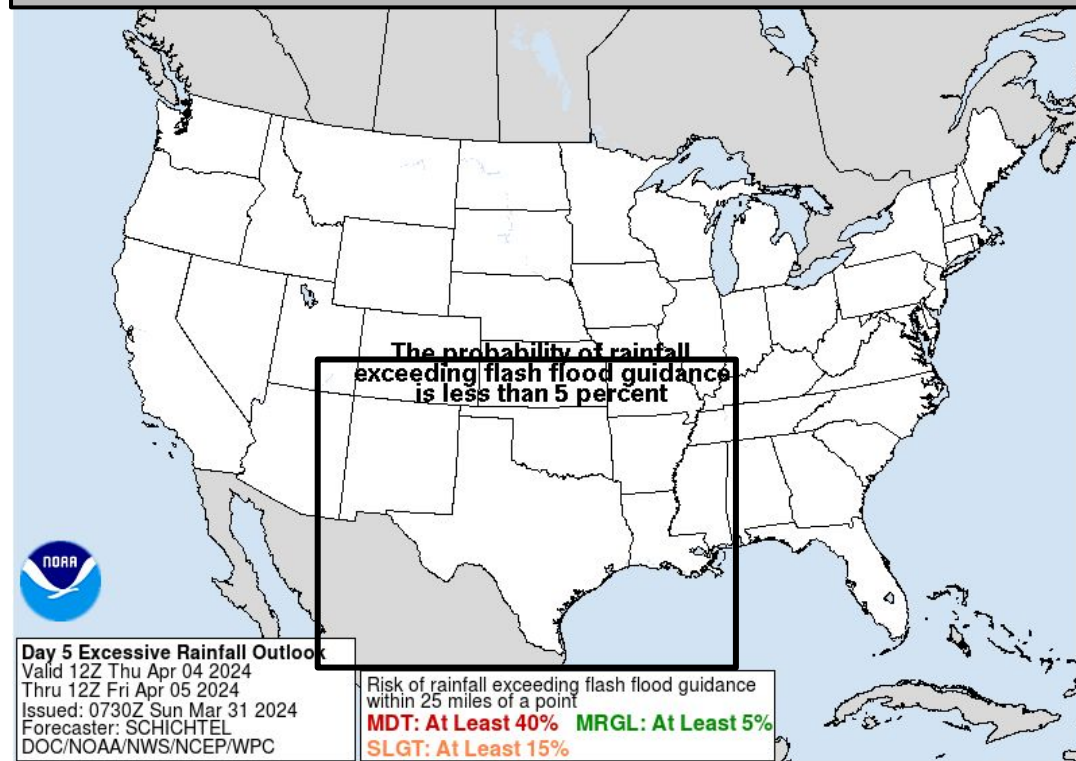 The probability of rainfall
exceeding flash flood guidance
is less than 5 percent
NOAA
Day 5 Excessive Rainfall Outlook
Valid 12Z Thu Apr 04 2024
Thru 12Z Fri Apr 05 2024
Issued: 0730Z Sun Mar 31 2024
Forecaster: SCHICHTEL
DOC/NOAA/NWS/NCEP/WPC
Risk of rainfall exceeding flash flood guidance
within 25 miles of a point
MDT: At Least 40% MRGL: At Least 5%
SLGT: At Least 15%